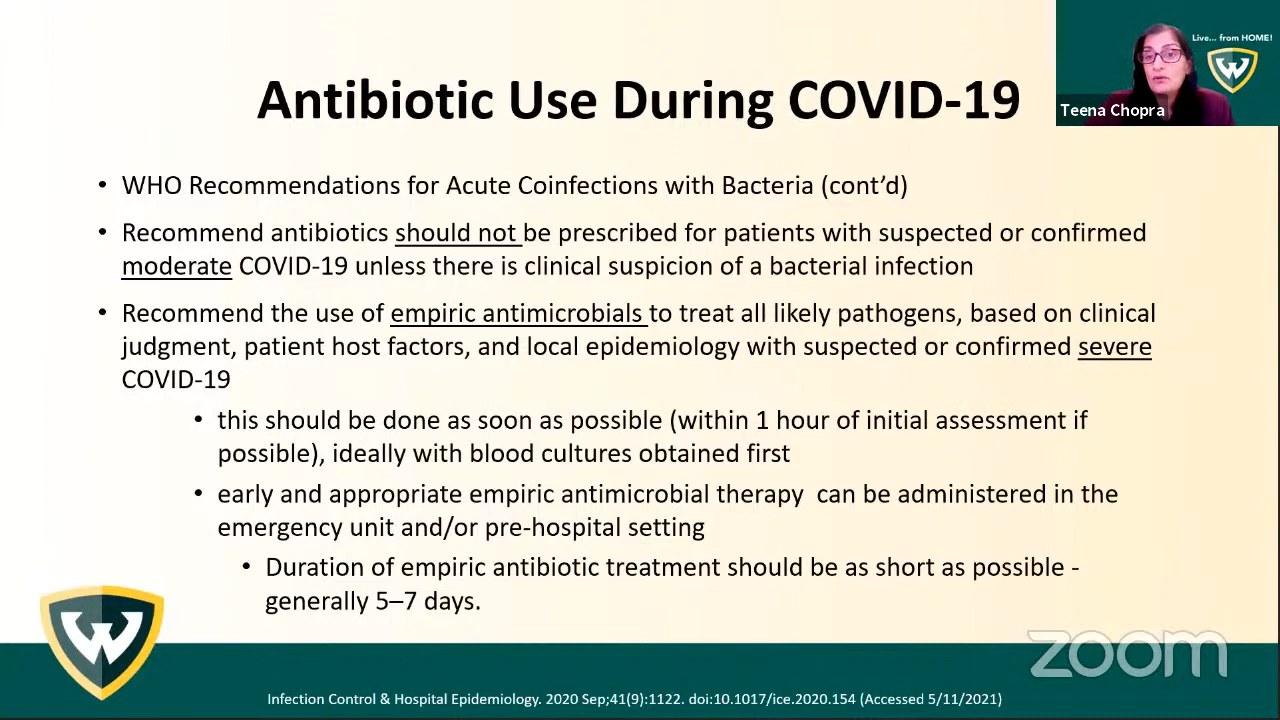 Live... from HOME!
Teena Chopra
Antibiotic Use During COVID-19
• WHO Recommendations for Acute Coinfections with Bacteria (cont’d)
• Recommend antibiotics should not be prescribed for patients with suspected or confirmed
moderate COVID-19 unless there is clinical suspicion of a bacterial infection
• Recommend the use of empiric antimicrobials to treat all likely pathogens, based on clinical
judgment, patient host factors, and local epidemiology with suspected or confirmed severe
COVID-19
• this should be done as soon as possible (within 1 hour of initial assessment if
possible), ideally with blood cultures obtained first
• early and appropriate empiric antimicrobial therapy  can be administered in the
emergency unit and/or pre-hospital setting
• Duration of empiric antibiotic treatment should be as short as possible -
generally 5–7 days.
W
W
zoom
Infection Control & Hospital Epidemiology. 2020 Sep;41(9):1122. doi:10.1017/ice.2020.154 (Accessed 5/11/2021)